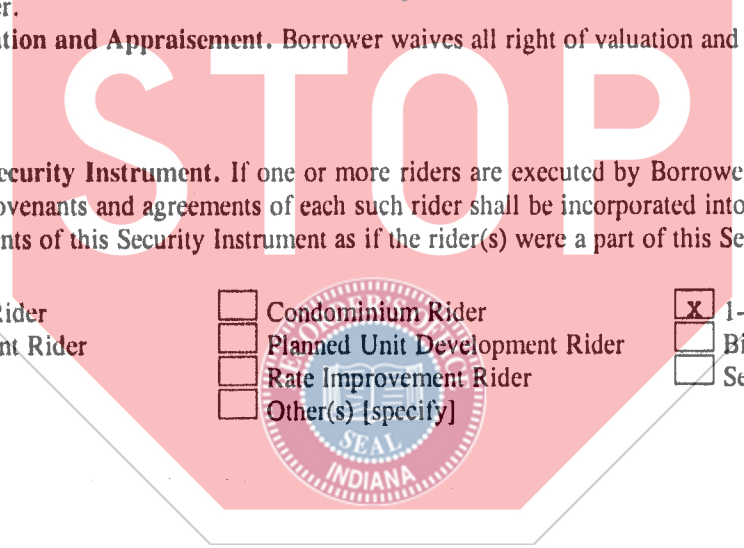 er.
ation and Appraisement. Borrower waives all right of valuation and
STOP
ecurity Instrument. If one or more riders are executed by Borrowe
ovenants and agreements of each such rider shall be incorporated into
nts of this Security Instrument as if the rider(s) were a part of this Se
Rider
Condominium Rider
X 1-
nt Rider
Planned Unit Development Rider
Bi
Rate Improvement Rider
Se
Other(s) [specify]
RECORDER'S OFFICE
SEAL
INDIANA